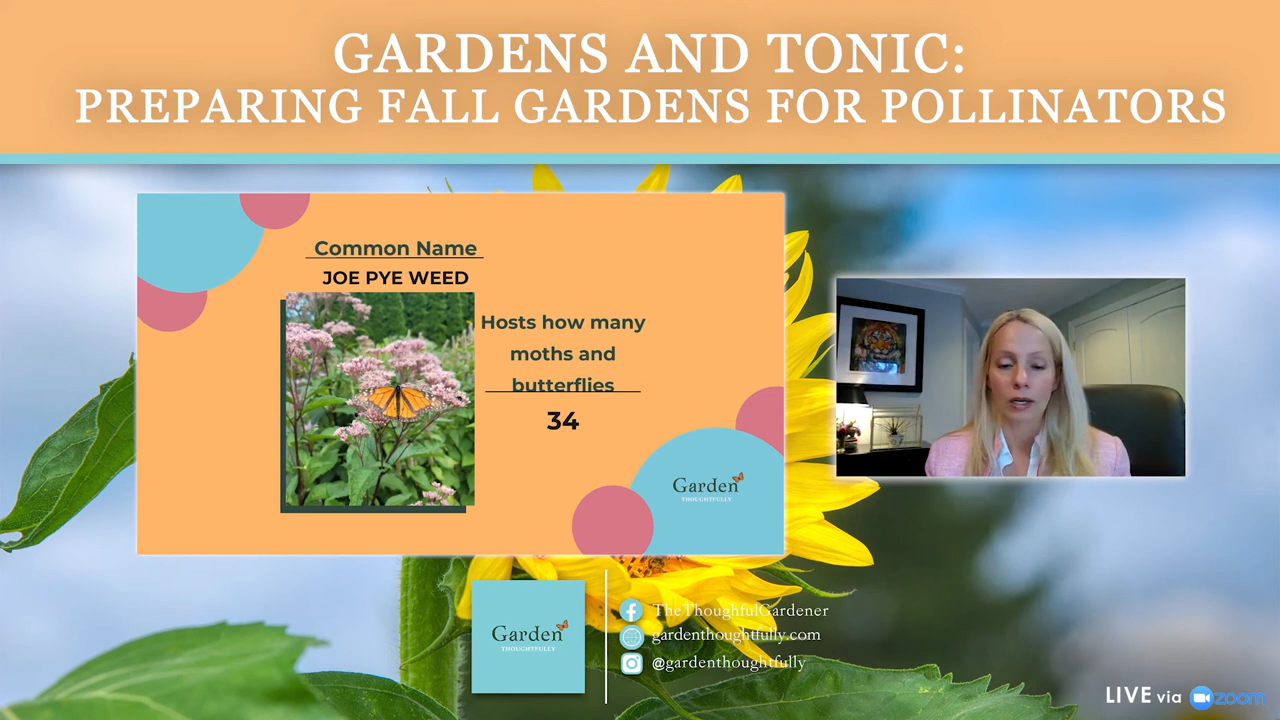 GARDENS AND TONIC:
PREPARING FALL GARDENS FOR POLLINATORS
Common Name
JOE PYE WEED
Hosts how many
moths and
butterflies
34
Garden
THOUGHTFULLY
Garden
THOUGHTFULLY
TheThoughfulGardener
gardenthoughtfully.com
@gardenthoughtfully
LIVE via zoom